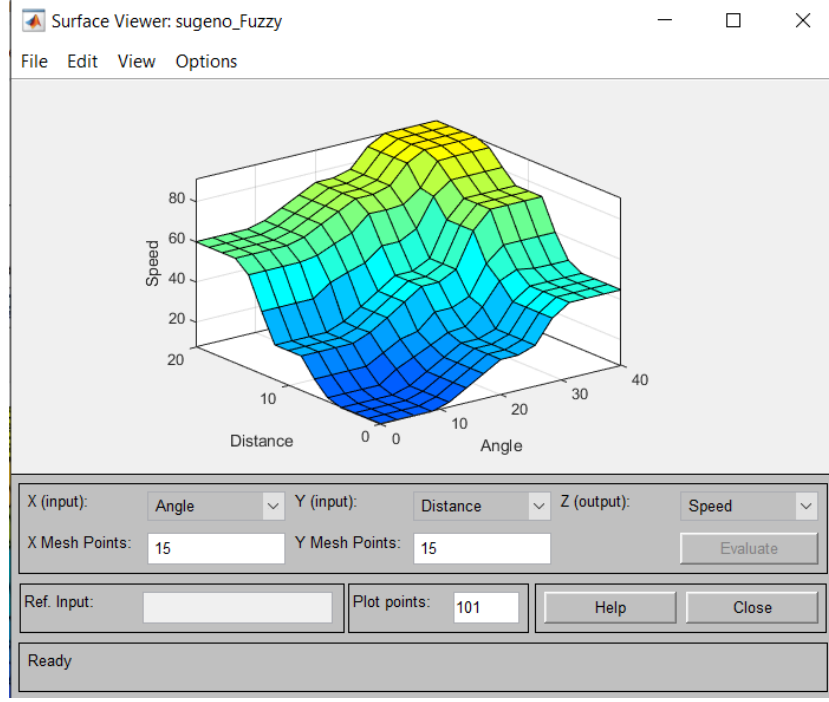 Surface Viewer: sugeno_Fuzzy
File Edit View Options
80
60
40
20
Speed
20
10
0
Distance
0
10
20
30
40
Angle
X (input): Angle Y (input): Distance Z (output): Speed
X Mesh Points: 15 Y Mesh Points: 15 Evaluate
Ref. Input: Plot points: 101 Help Close
Ready